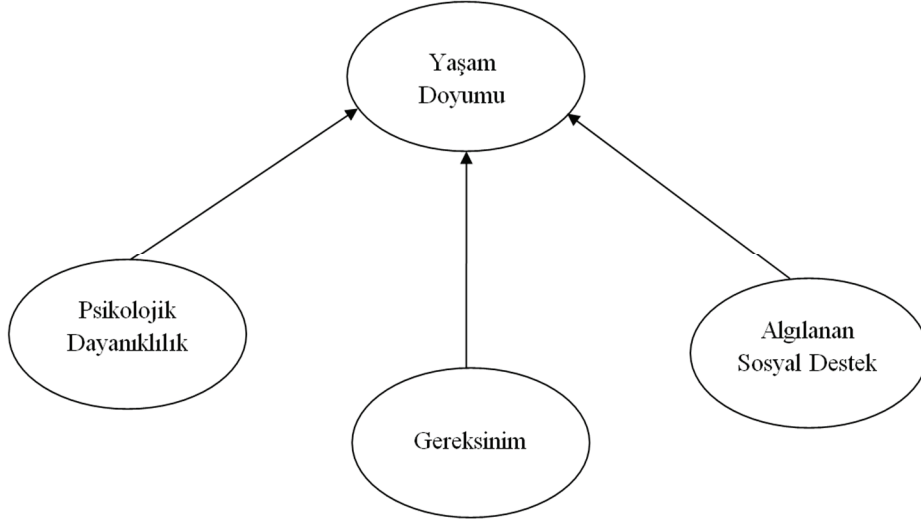 Yaşam
Doyumu
Psikolojik
Dayanıklılık
Algılanan
Sosyal Destek
Gereksinim